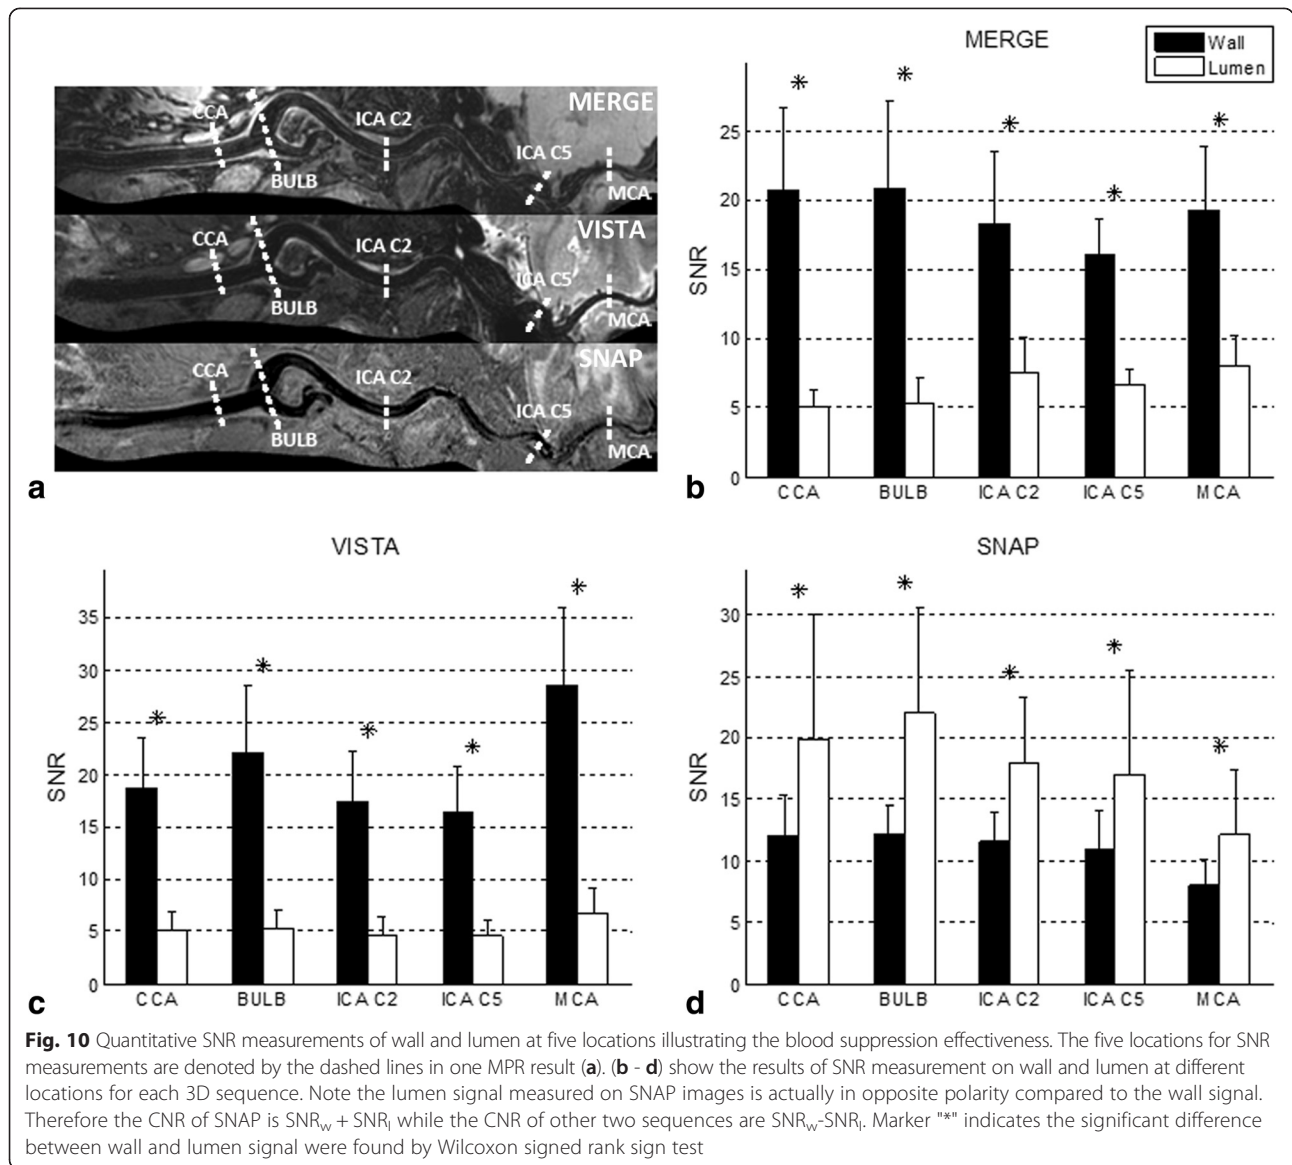 MERGE
CCA
ICA C2
ICA C5
BULB
MCA
VISTA
CCA
ICA C2
ICA C5
BULB
MCA
SNAP
CCA
ICA C2
ICA C5
BULB
MCA
a
MERGE
Wall
Lumen
* * * * *
SNR
25
20
15
10
5
0
CCA BULB ICA C2 ICA C5 MCA
b
VISTA
* * * * *
SNR
35
30
25
20
15
10
5
0
CCA BULB ICA C2 ICA C5 MCA
c
SNAP
* * * * *
SNR
30
25
20
15
10
5
0
CCA BULB ICA C2 ICA C5 MCA
d
Fig. 10 Quantitative SNR measurements of wall and lumen at five locations illustrating the blood suppression effectiveness. The five locations for SNR
measurements are denoted by the dashed lines in one MPR result (a). (b - d) show the results of SNR measurement on wall and lumen at different
locations for each 3D sequence. Note the lumen signal measured on SNAP images is actually in opposite polarity compared to the wall signal.
Therefore the CNR of SNAP is SNRw + SNRl while the CNR of other two sequences are SNRw-SNRl. Marker "*" indicates the significant difference
between wall and lumen signal were found by Wilcoxon signed rank sign test